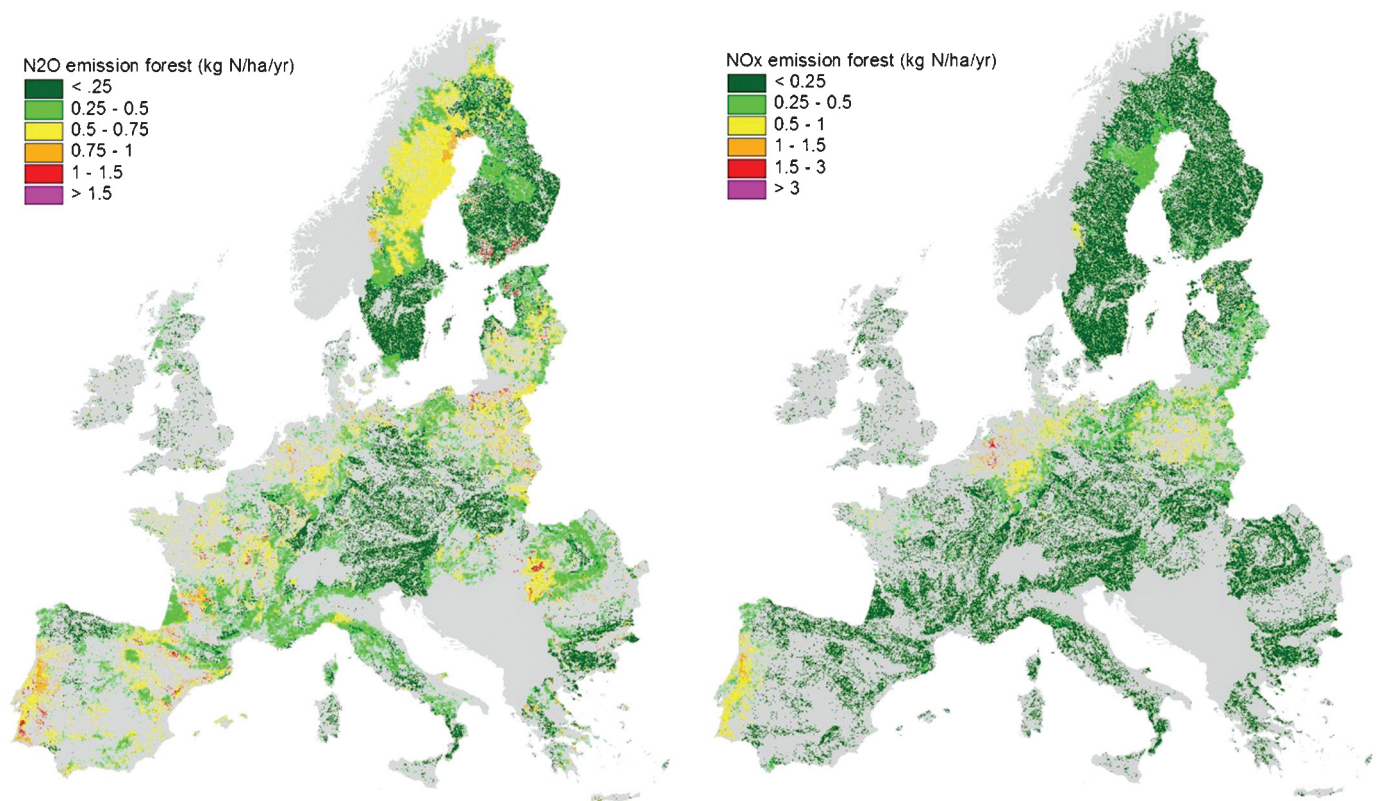 N2O emission forest (kg N/ha/yr)
< .25
0.25 - 0.5
0.5 - 0.75
0.75 - 1
1 - 1.5
> 1.5
NOx emission forest (kg N/ha/yr)
< 0.25
0.25 - 0.5
0.5 - 1
1 - 1.5
1.5 - 3
> 3